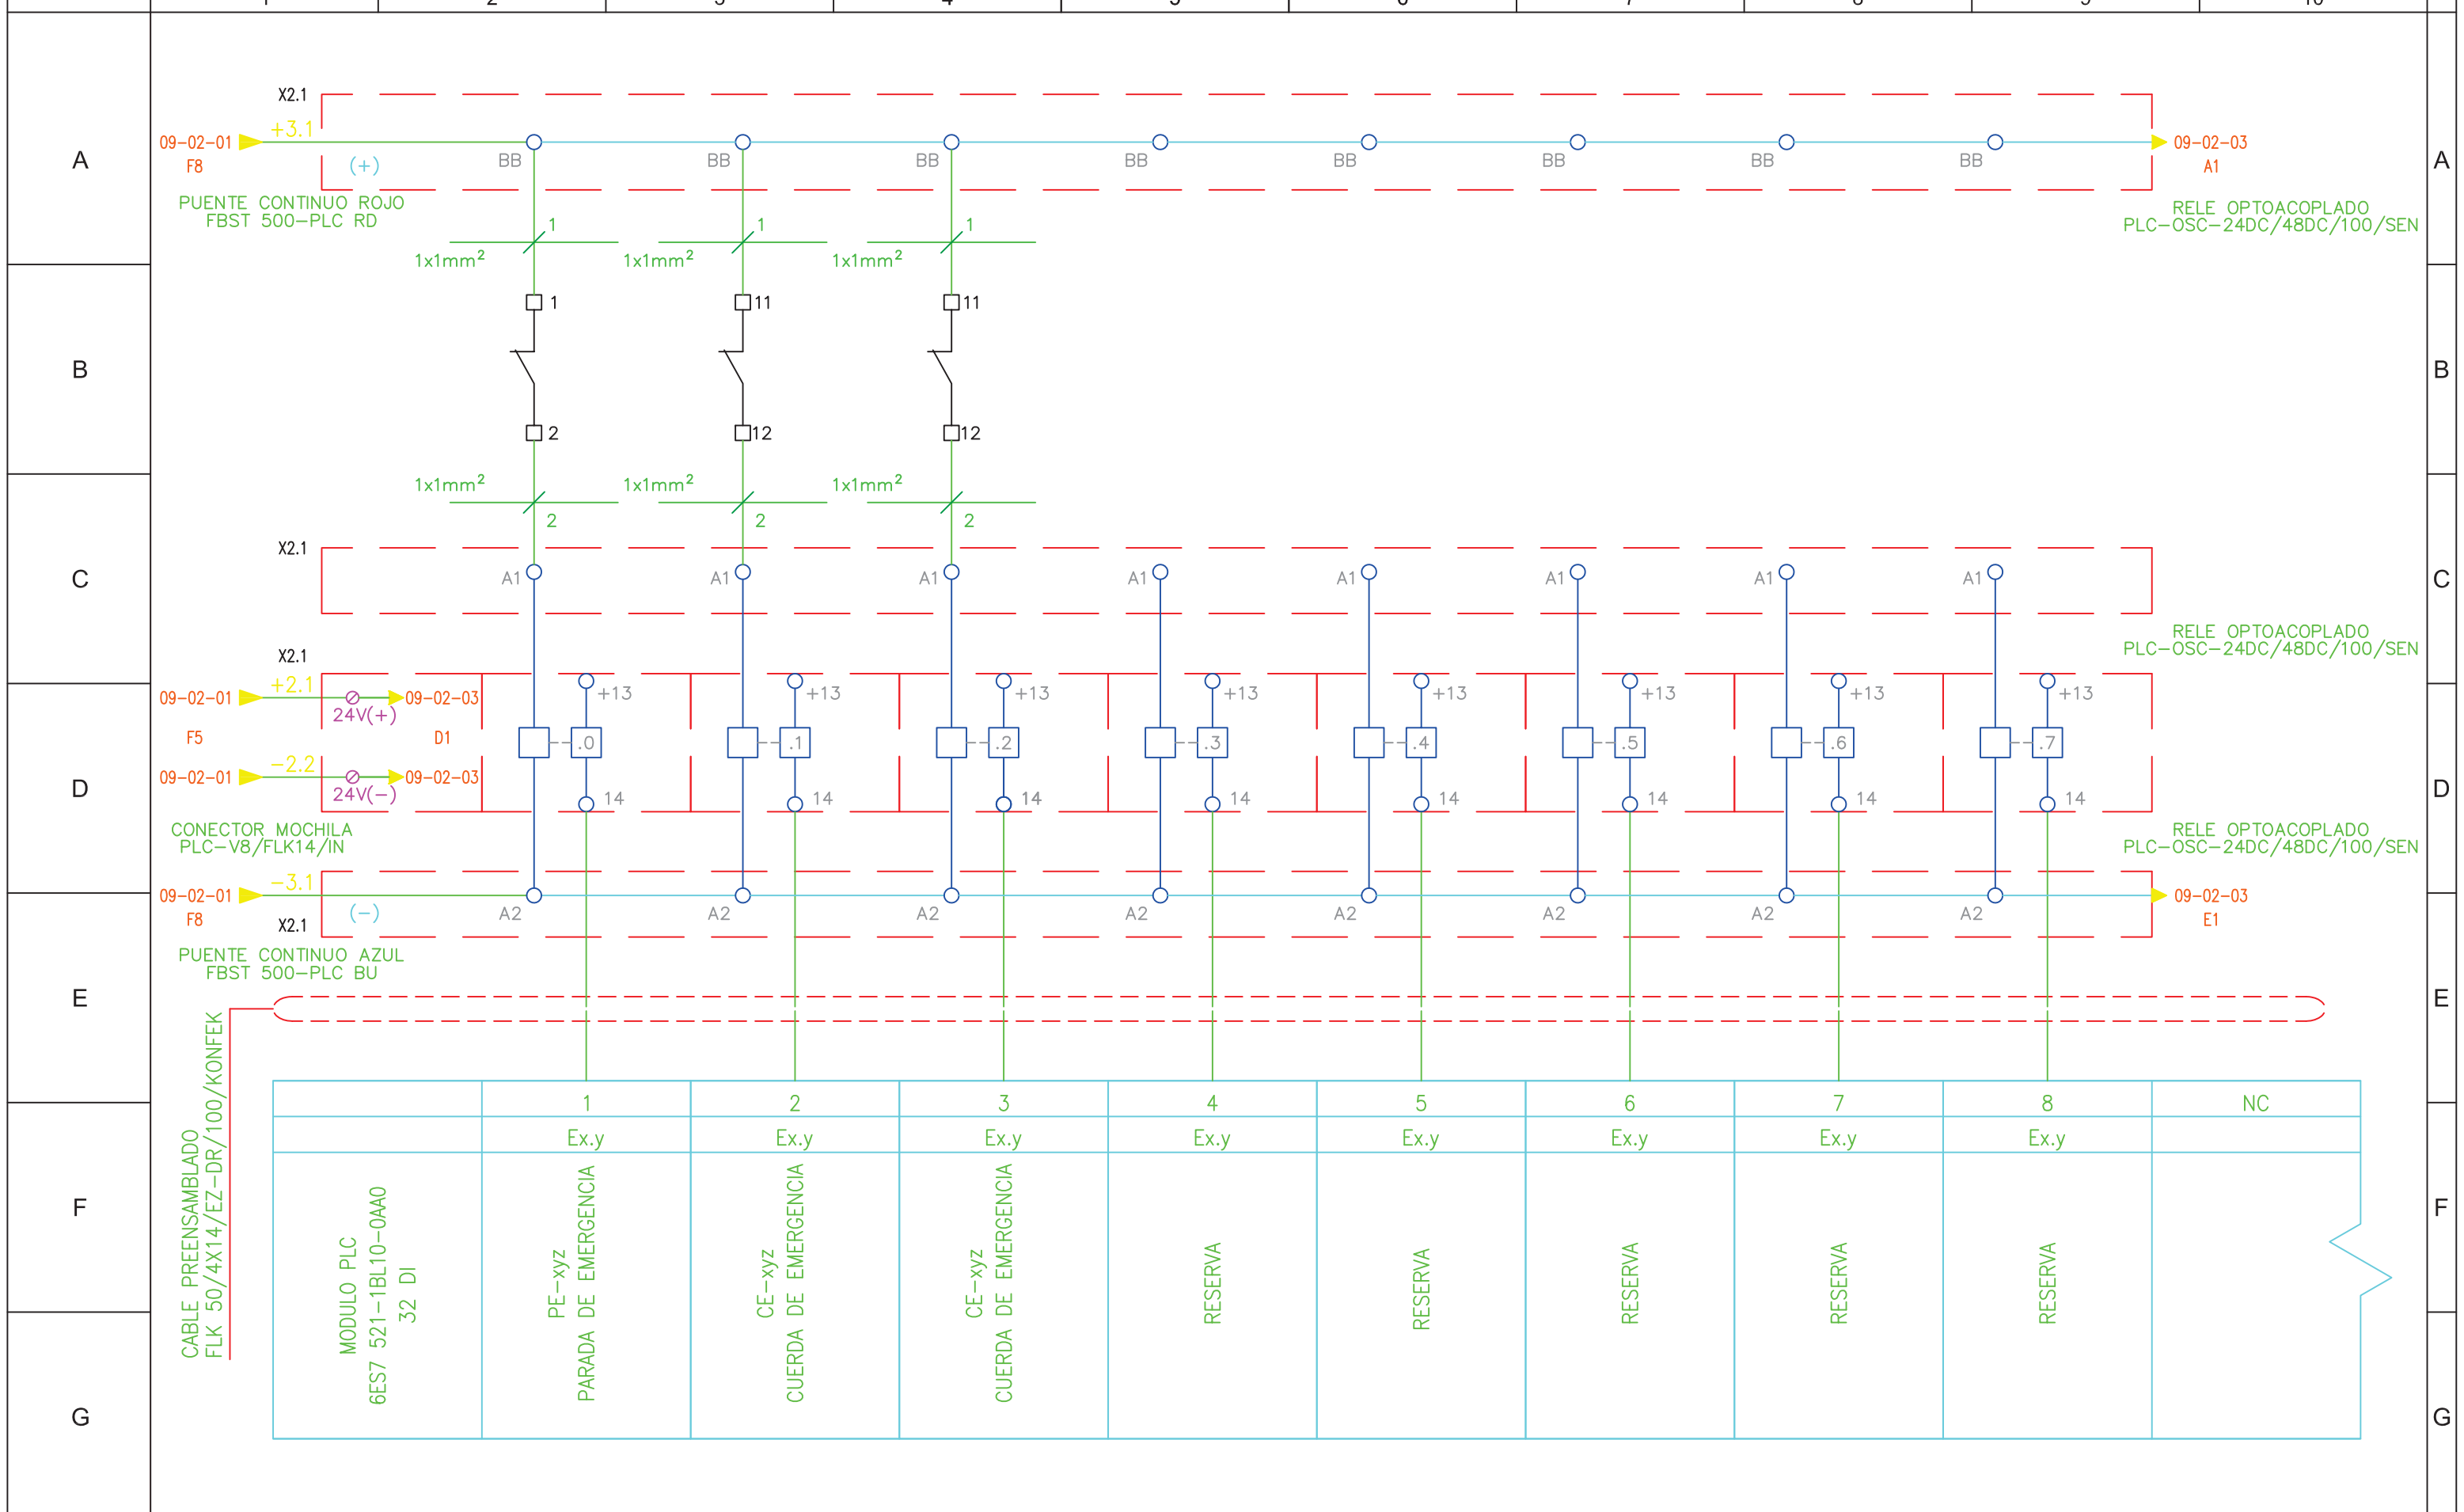 A
A
X2.1
+3.1
09-02-01
09-02-03
F8
(+)
BB BB BB BB BB BB BB BB
A1
PUENTE CONTINUO ROJO
FBST 500-PLC RD
RELE OPTOACOPLADO
PLC-OSC-24DC/48DC/100/SEN
1 1 1
1x1mm² 1x1mm² 1x1mm²
B
B
1 11 11
2 12 12
C
C
1x1mm² 1x1mm² 1x1mm²
2 2 2
X2.1
A1 A1 A1 A1 A1 A1 A1 A1
RELE OPTOACOPLADO
PLC-OSC-24DC/48DC/100/SEN
X2.1
D
D
+2.1
09-02-01
09-02-03
24V(+)
+13 +13 +13 +13 +13 +13 +13 +13
F5
D1
.0 .1 .2 .3 .4 .5 .6 .7
-2.2
09-02-01
09-02-03
24V(-)
14 14 14 14 14 14 14 14
CONECTOR MOCHILA
PLC-V8/FLK14/IN
RELE OPTOACOPLADO
PLC-OSC-24DC/48DC/100/SEN
-3.1
09-02-01
09-02-03
F8
X2.1
(-)
A2 A2 A2 A2 A2 A2 A2 A2
E1
PUENTE CONTINUO AZUL
FBST 500-PLC BU
E
E
CABLE PREENSAMBLADO
FLK 50/4X14/EZ-DR/100/KONFEK
1 2 3 4 5 6 7 8 NC
Ex.y Ex.y Ex.y Ex.y Ex.y Ex.y Ex.y Ex.y
F
F
MODULO PLC
6ES7 521-1BL10-0AA0
32 DI
PE-xyz
PARADA DE EMERGENCIA
CE-xyz
CUERDA DE EMERGENCIA
CE-xyz
CUERDA DE EMERGENCIA
RESERVA
RESERVA
RESERVA
RESERVA
RESERVA
G
G